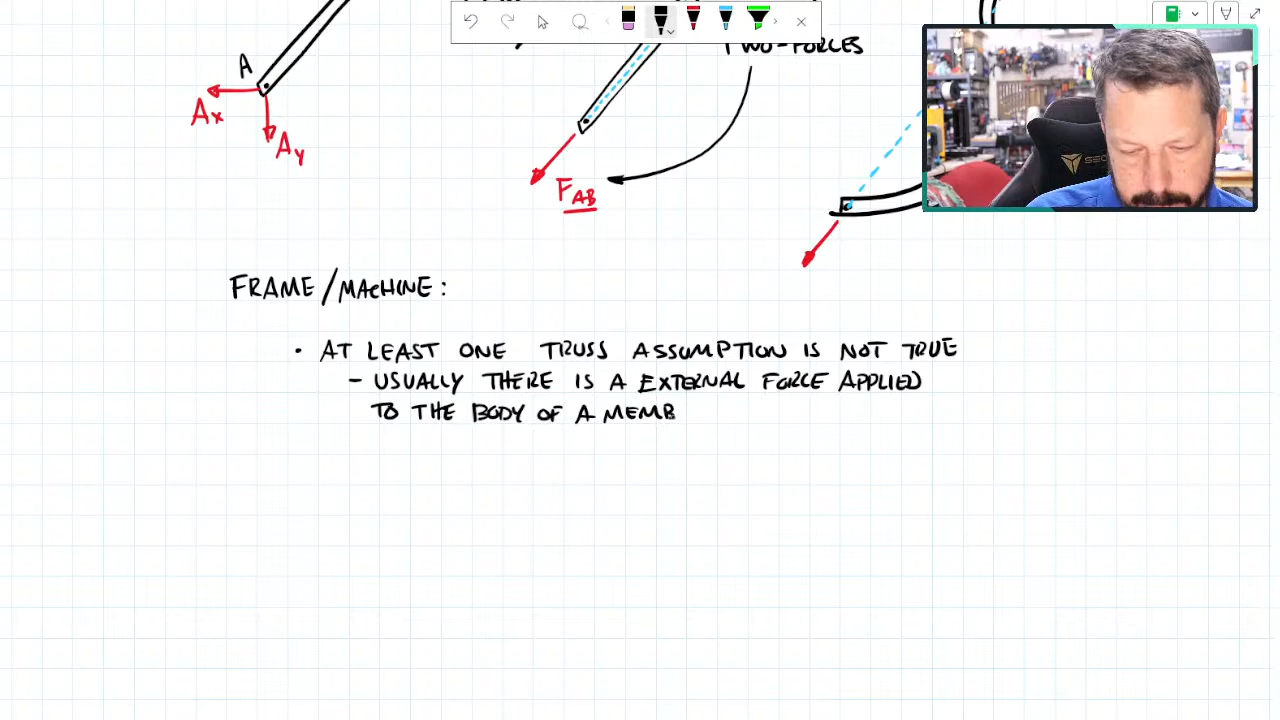 TWO-FORCES
A
Ax
Ay
FAB
FRAME/MACHINE:
• AT LEAST ONE TRUSS ASSUMPTION IS NOT TRUE
- USUALLY THERE IS A EXTERNAL FORCE APPLIED
TO THE BODY OF A MEMB